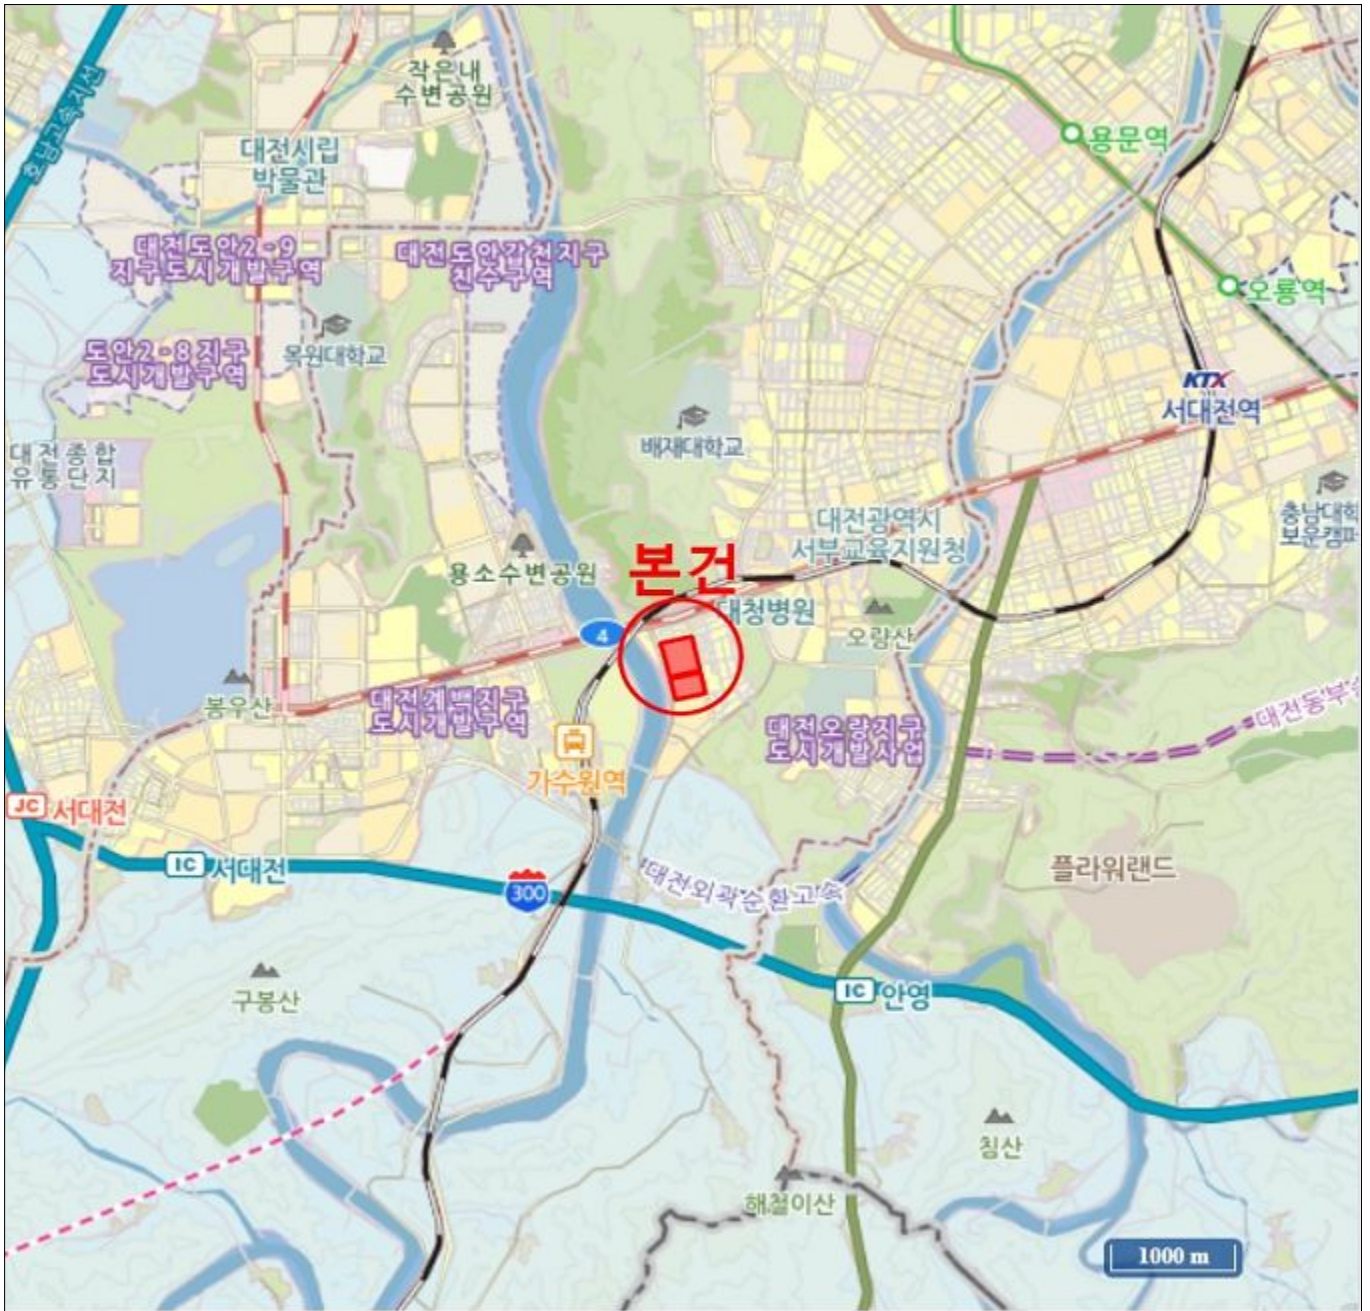 작은내
수변공원
호남고속지선
대전시립
박물관
용문역
대전도안2-9
지구도시개발구역
대전도안갑천지구
친수구역
오룡역
도안2-8지구
도시개발구역
목원대학교
KTX
서대전역
배재대학교
대전종합
유통단지
충남대학
보운캠퍼
대전광역시
서부교육지원청
본건
용소수변공원
대청병원
4
오량산
봉우산
대전계백지구
도시개발구역
대전오량지구
도시개발사업
대전동부순
가수원역
JC 서대전
IC 서대전
300
대전외곽순환고속
플라워랜드
IC 안영
구봉산
침산
해철이산
1000 m